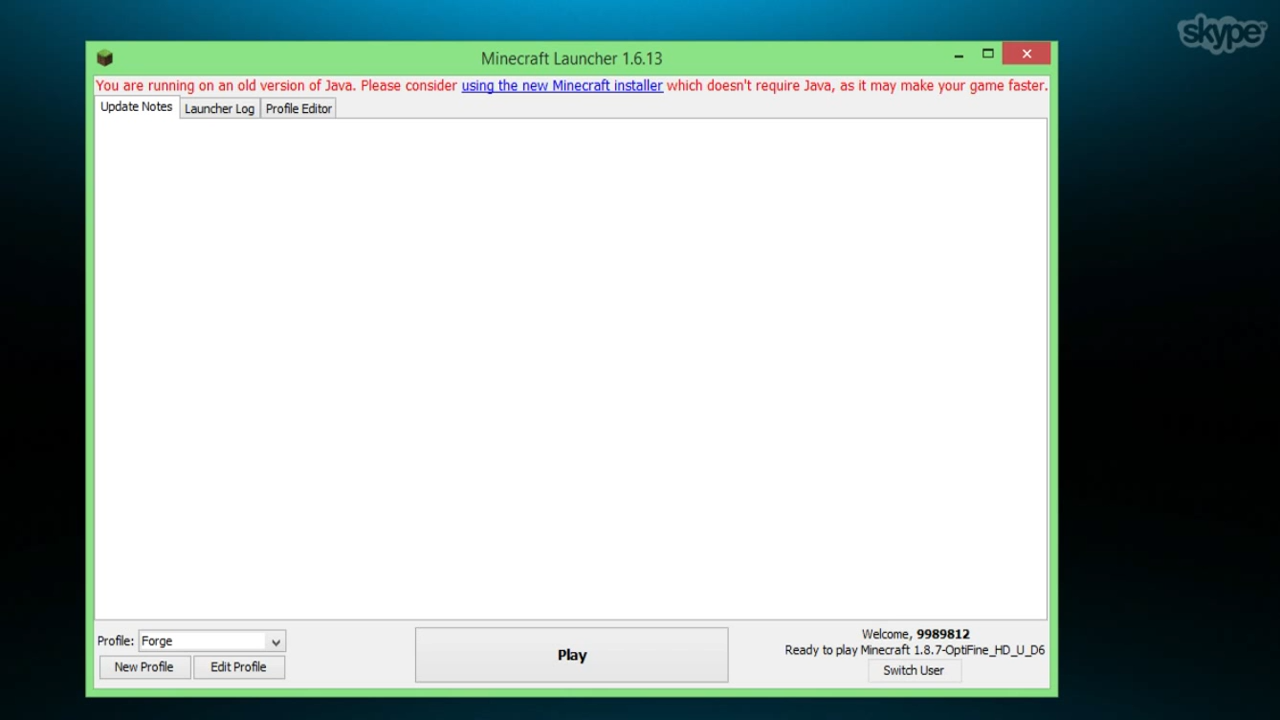 skype
Minecraft Launcher 1.6.13
You are running on an old version of Java. Please consider using the new Minecraft installer which doesn't require Java, as it may make your game faster.
Update Notes Launcher Log Profile Editor
Profile: Forge
New Profile Edit Profile
Play
Welcome, 9989812
Ready to play Minecraft 1.8.7-OptiFine_HD_U_D6
Switch User